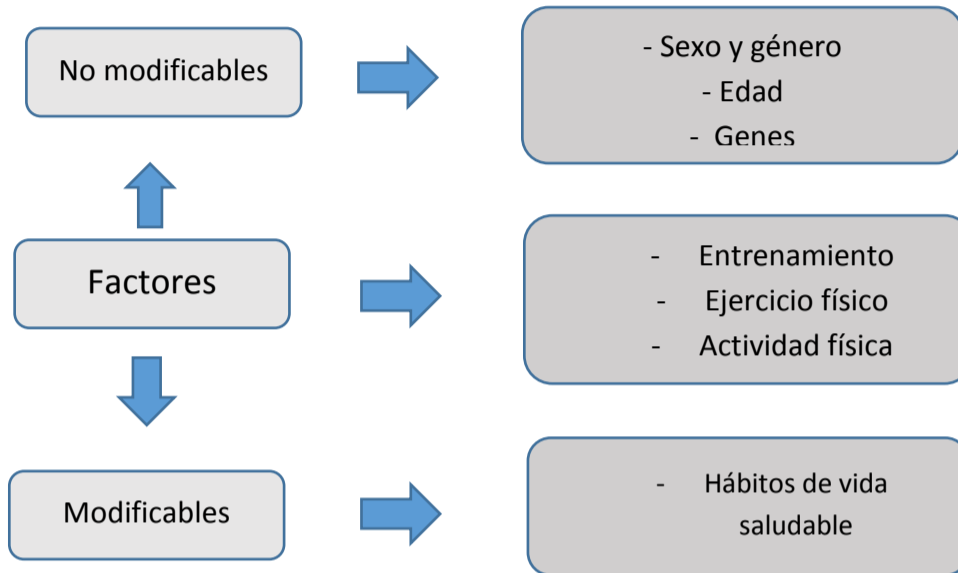 No modificables
- Sexo y género
- Edad
- Genes
Factores
- Entrenamiento
- Ejercicio físico
- Actividad física
Modificables
- Hábitos de vida
saludable